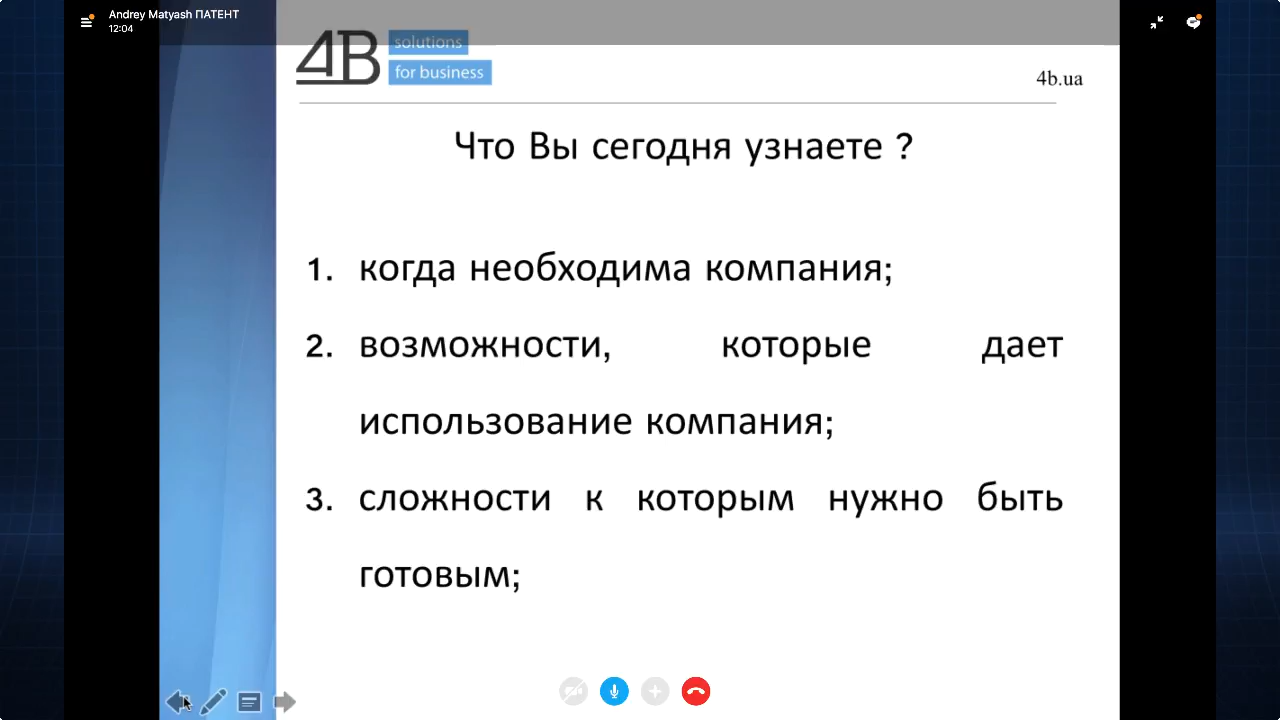 Andrey Matyash ПАТЕНТ
12:04
4B solutions
for business
4b.ua
Что Вы сегодня узнаете ?
1. когда необходима компания;
2. возможности, которые дает
использование компания;
3. сложности к которым нужно быть
готовым;